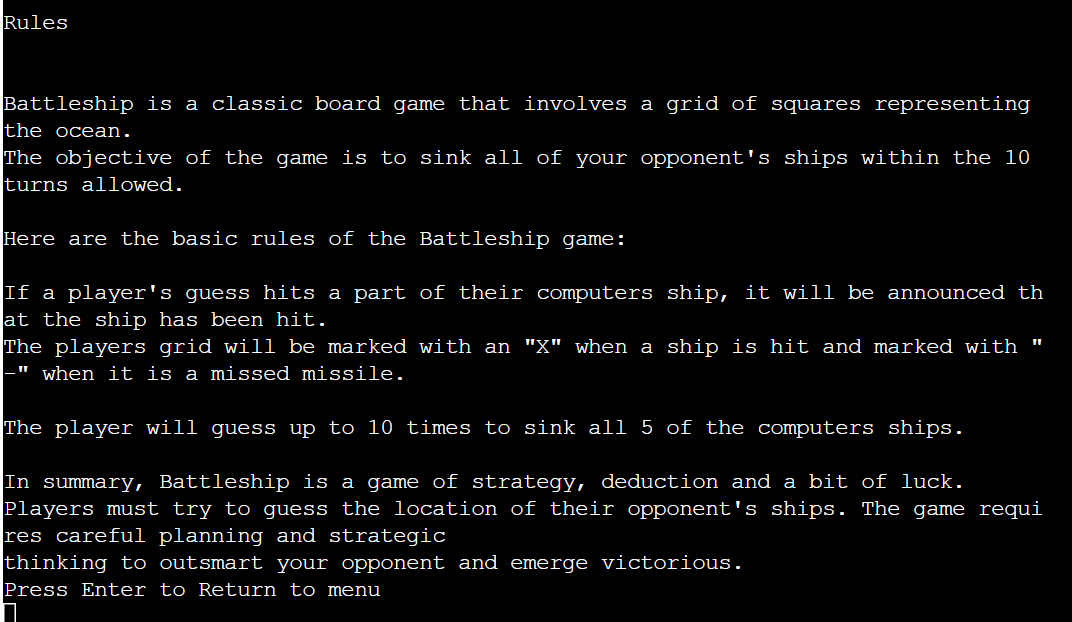 Rules
Battleship is a classic board game that involves a grid of squares representing
the ocean.
The objective of the game is to sink all of your opponent's ships within the 10
turns allowed.
Here are the basic rules of the Battleship game:
If a player's guess hits a part of their computers ship, it will be announced th
at the ship has been hit.
The players grid will be marked with an "X" when a ship is hit and marked with "
-" when it is a missed missile.
The player will guess up to 10 times to sink all 5 of the computers ships.
In summary, Battleship is a game of strategy, deduction and a bit of luck.
Players must try to guess the location of their opponent's ships. The game requi
res careful planning and strategic
thinking to outsmart your opponent and emerge victorious.
Press Enter to Return to menu